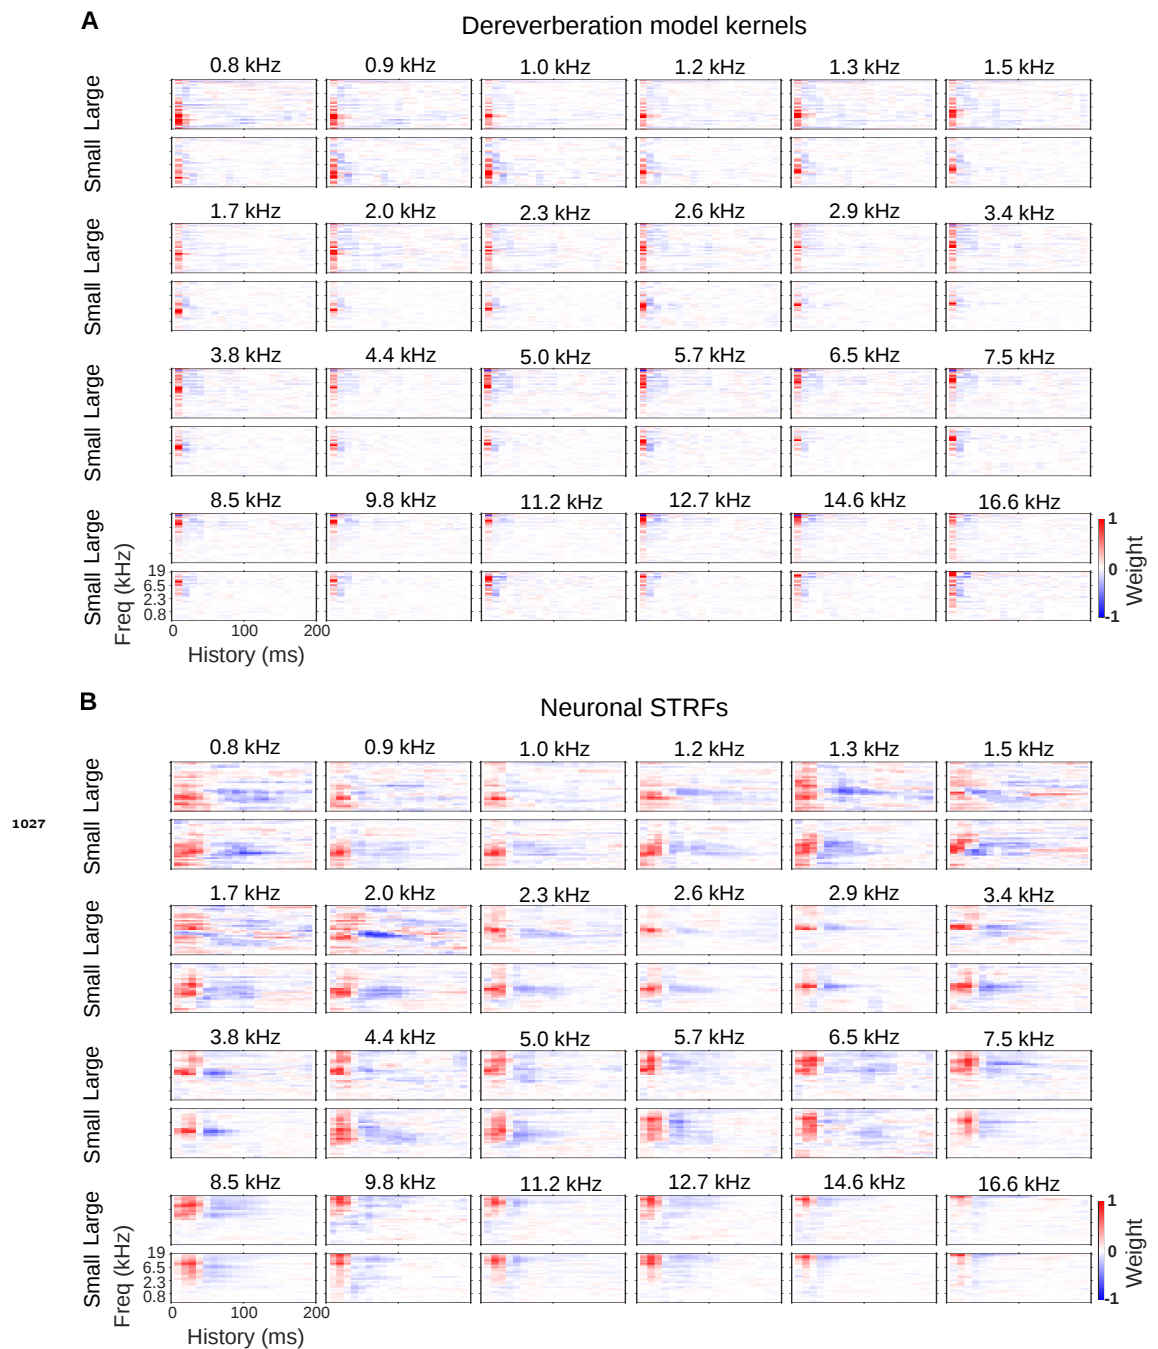 A
Dereverberation model kernels
0.8 kHz 0.9 kHz 1.0 kHz 1.2 kHz 1.3 kHz 1.5 kHz
Small Large
1.7 kHz 2.0 kHz 2.3 kHz 2.6 kHz 2.9 kHz 3.4 kHz
Small Large
3.8 kHz 4.4 kHz 5.0 kHz 5.7 kHz 6.5 kHz 7.5 kHz
Small Large
8.5 kHz 9.8 kHz 11.2 kHz 12.7 kHz 14.6 kHz 16.6 kHz
Small Large
Freq (kHz)
19
6.5
2.3
0.8
0 100 200
History (ms)
1
0
-1
Weight
B
Neuronal STRFs
0.8 kHz 0.9 kHz 1.0 kHz 1.2 kHz 1.3 kHz 1.5 kHz
Small Large
1027
1.7 kHz 2.0 kHz 2.3 kHz 2.6 kHz 2.9 kHz 3.4 kHz
Small Large
3.8 kHz 4.4 kHz 5.0 kHz 5.7 kHz 6.5 kHz 7.5 kHz
Small Large
8.5 kHz 9.8 kHz 11.2 kHz 12.7 kHz 14.6 kHz 16.6 kHz
Small Large
Freq (kHz)
19
6.5
2.3
0.8
0 100 200
History (ms)
1
0
-1
Weight